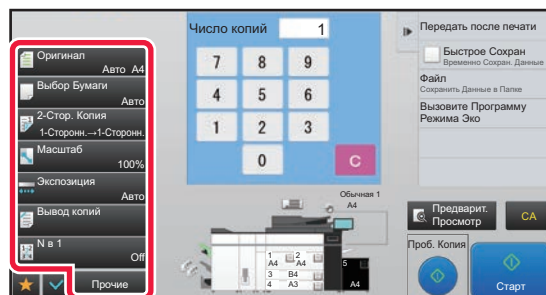 Число копий 1
Оригинал
Авто A4
Выбор Бумаги
Авто
2-Стор. Копия
1-Сторонн.→1-Сторонн.
Масштаб
100%
Экспозиция
Авто
Вывод копий
N в 1
Off
Прочие
7 8 9
4 5 6
1 2 3
0 C
Обычная 1
A4
1 A4
2 A4
3 B4
4 A3
5 A4
Передать после печати
Быстрое Сохран
Временно Сохран. Данные
Файл
Сохранить Данные в Папке
Вызовите Программу
Режима Эко
Предварит.
Просмотр
CA
Проб. Копия
Старт